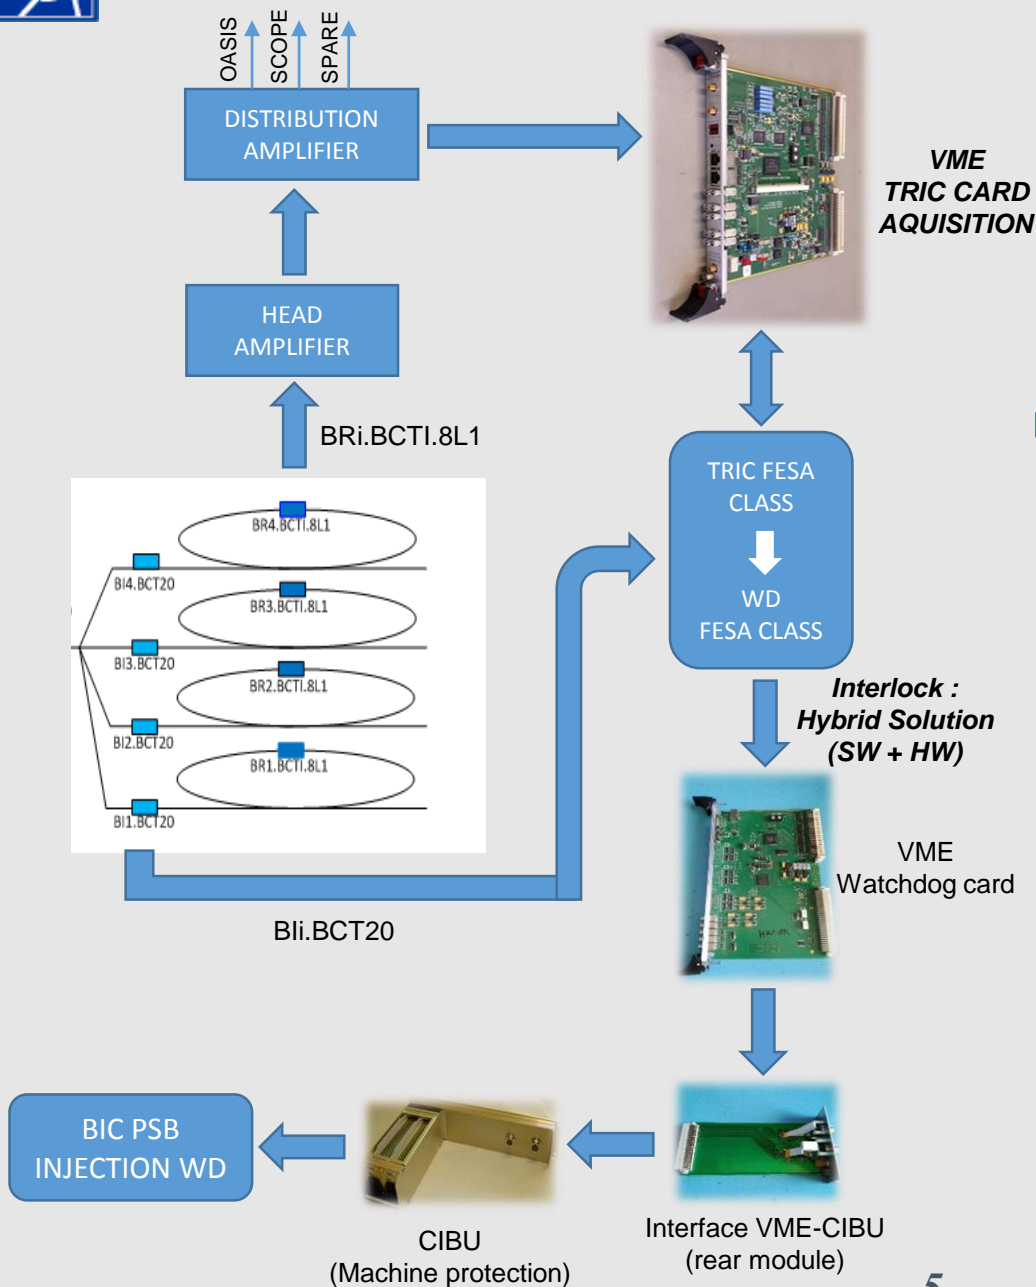 OASIS
SCOPE
SPARE
DISTRIBUTION
AMPLIFIER
VME
TRIC CARD
AQUISITION
HEAD
AMPLIFIER
BRi.BCTI.8L1
TRIC FESA
CLASS
WD
FESA CLASS
BR4.BCTI.8L1
BI4.BCT20
BR3.BCTI.8L1
BI3.BCT20
BR2.BCTI.8L1
BI2.BCT20
BR1.BCTI.8L1
BI1.BCT20
Interlock :
Hybrid Solution
(SW + HW)
VME
Watchdog card
BIi.BCT20
BIC PSB
INJECTION WD
CIBU
(Machine protection)
Interface VME-CIBU
(rear module)
5